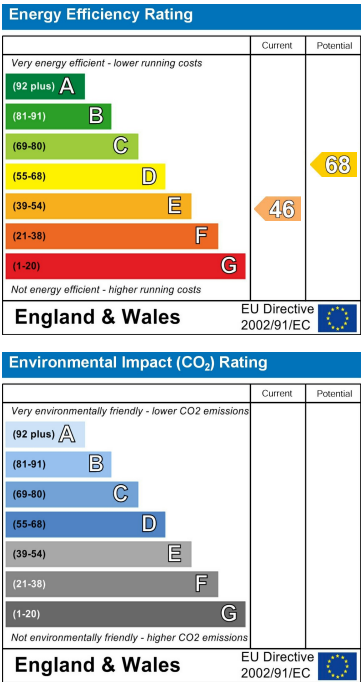 Energy Efficiency Rating
Current Potential
Very energy efficient - lower running costs
(92 plus) A
(81-91) B
(69-80) C
(55-68) D
(39-54) E
(21-38) F
(1-20) G
46
68
Not energy efficient - higher running costs
England & Wales
EU Directive
2002/91/EC
Environmental Impact (CO₂) Rating
Current Potential
Very environmentally friendly - lower CO2 emissions
(92 plus) A
(81-91) B
(69-80) C
(55-68) D
(39-54) E
(21-38) F
(1-20) G
Not environmentally friendly - higher CO2 emissions
England & Wales
EU Directive
2002/91/EC